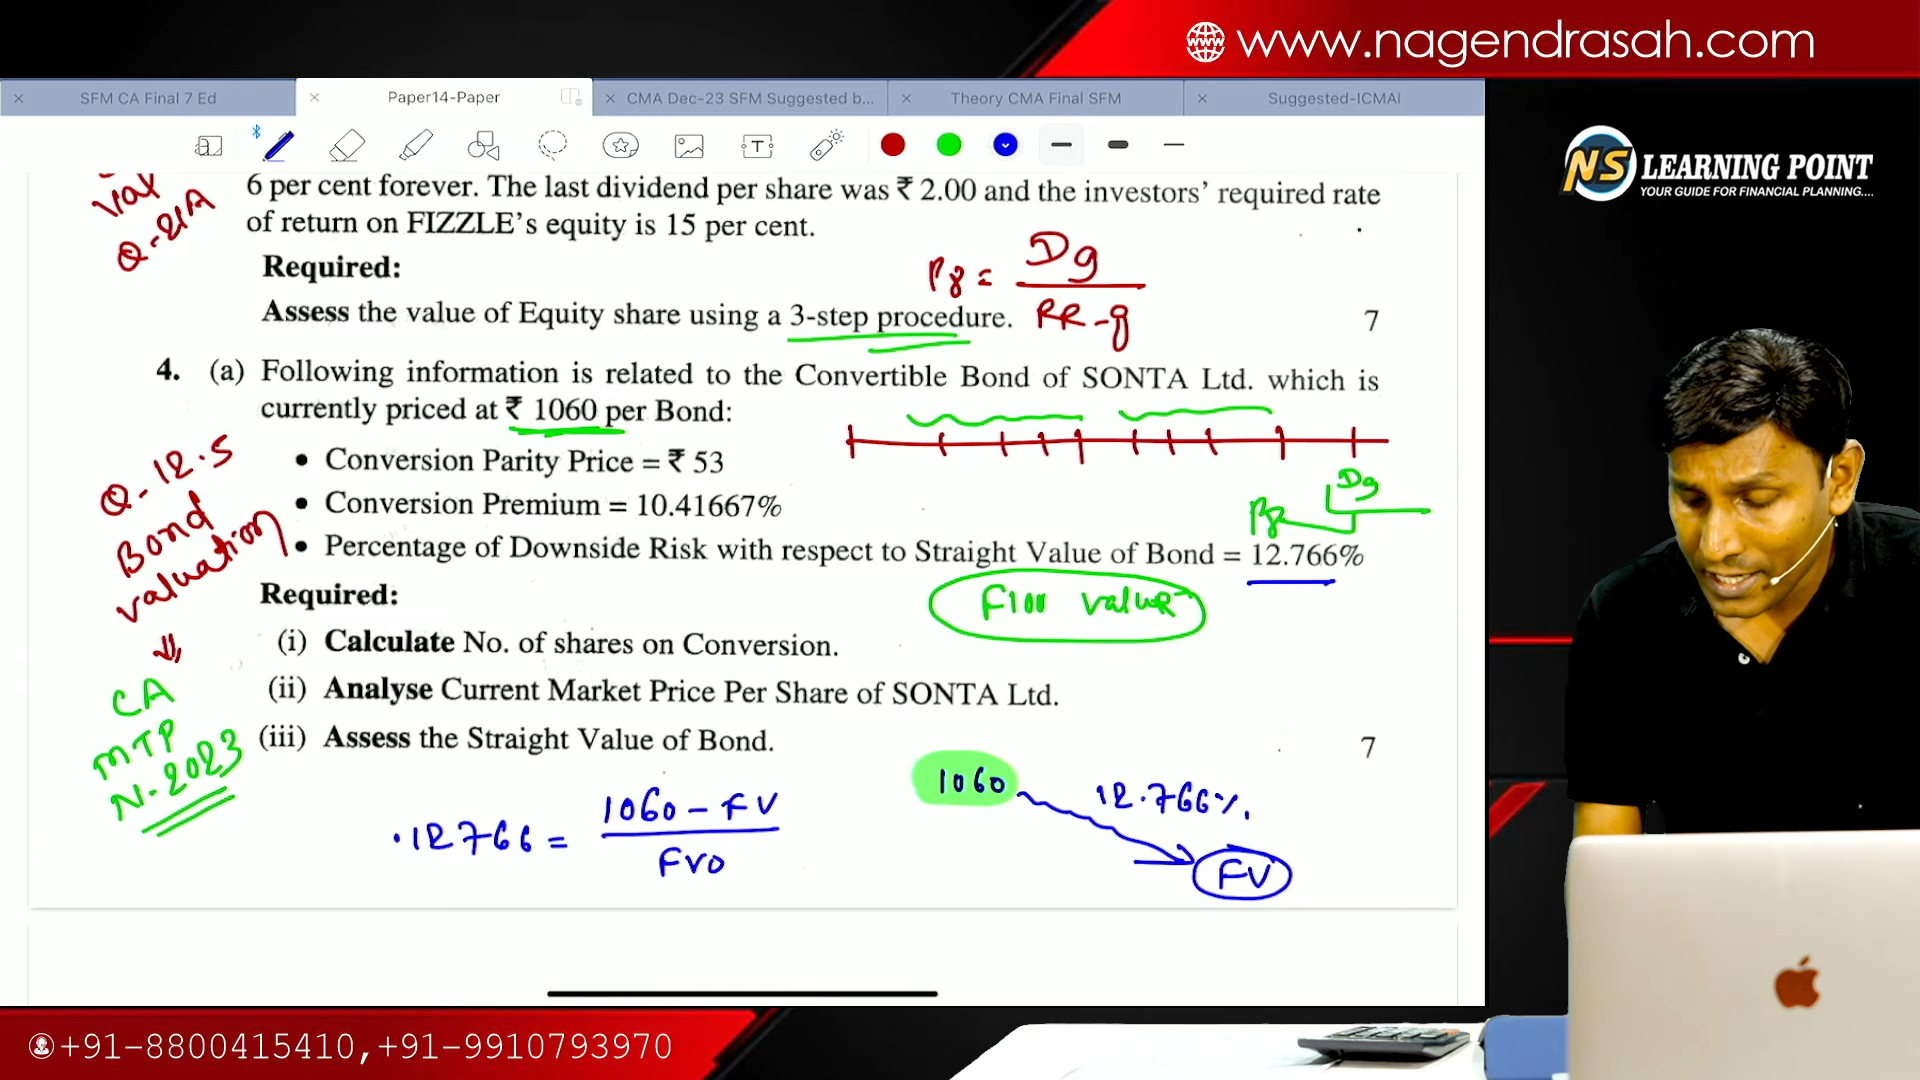 www.nagendrasah.com
SFM CA Final 7 Ed
Paper14-Paper
CMA Dec-23 SFM Suggested b...
Theory CMA Final SFM
Suggested-ICMAI
NS LEARNING POINT
YOUR GUIDE FOR FINANCIAL PLANNING....
Q-21A
6 per cent forever. The last dividend per share was ₹ 2.00 and the investors' required rate
of return on FIZZLE's equity is 15 per cent.
Required:
P8 = D9 / RR-g
Assess the value of Equity share using a 3-step procedure.
7
4. (a) Following information is related to the Convertible Bond of SONTA Ltd. which is
currently priced at ₹ 1060 per Bond:
• Conversion Parity Price = ₹ 53
• Conversion Premium = 10.41667%
D9
P8
• Percentage of Downside Risk with respect to Straight Value of Bond = 12.766%
Q-12.5
Bond
valuation
CA
MTP
N-2023
Required:
Floor value
(i) Calculate No. of shares on Conversion.
(ii) Analyse Current Market Price Per Share of SONTA Ltd.
(iii) Assess the Straight Value of Bond.
7
.12766 = 1060 - FV / FV0
1060
12.766%
FV
+91-8800415410,+91-9910793970